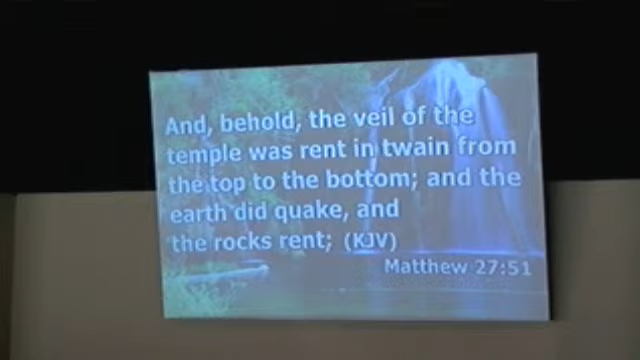 And, behold, the veil of the
temple was rent in twain from
the top to the bottom; and the
earth did quake, and
the rocks rent; (KJV)
Matthew 27:51